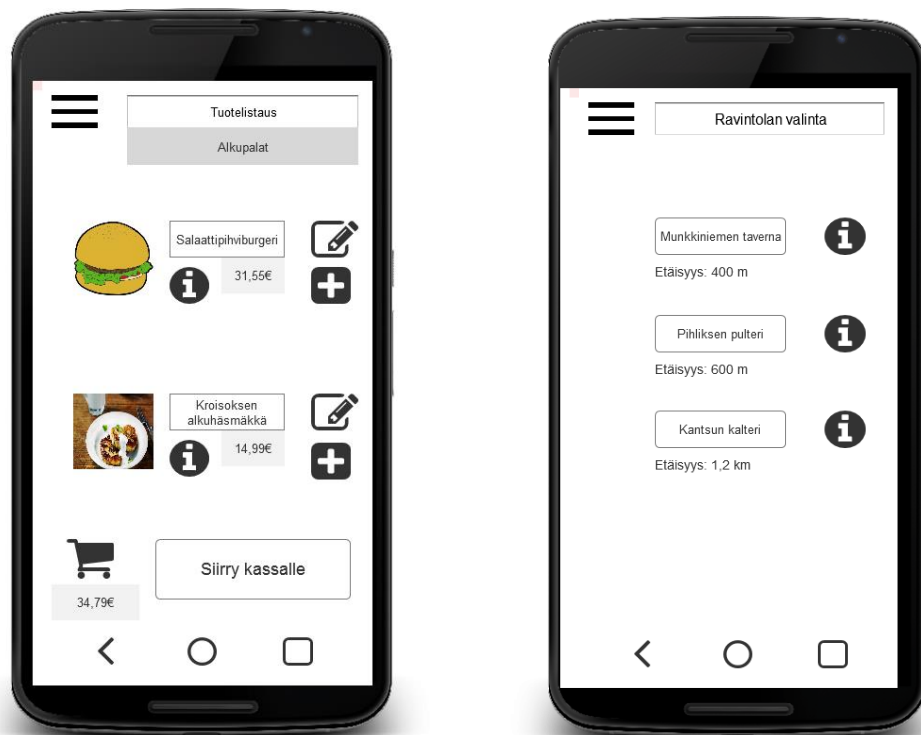 Tuotelistaus
Alkupalat
Salaattipihviburgeri
31,55€
Kroisoksen
alkuhäsmäkkä
14,99€
34,79€
Siirry kassalle
Ravintolan valinta
Munkkiniemen taverna
Etäisyys: 400 m
Pihliksen pulteri
Etäisyys: 600 m
Kantsun kalteri
Etäisyys: 1,2 km